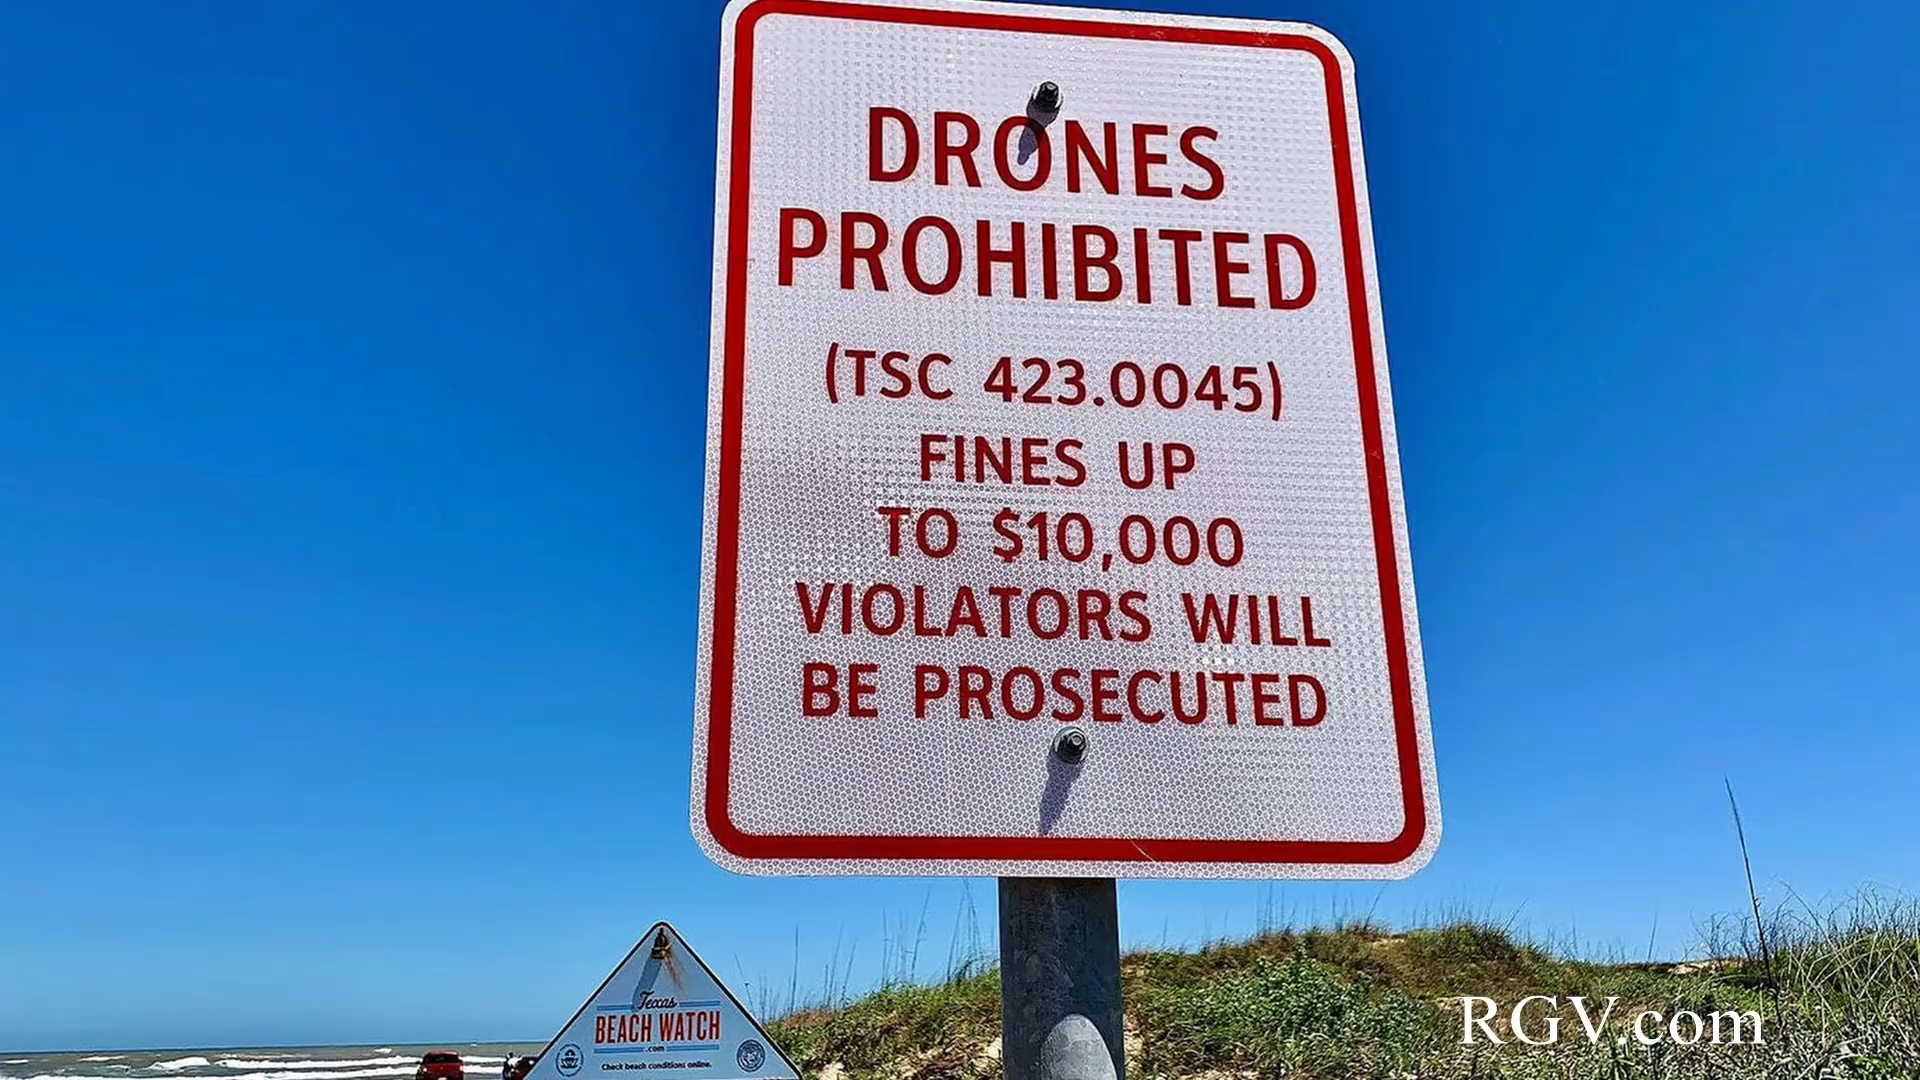 DRONES
PROHIBITED
(TSC 423.0045)
FINES UP
TO $10,000
VIOLATORS WILL
BE PROSECUTED
Texas
BEACH WATCH
.com
Check beach conditions online.
RGV.com